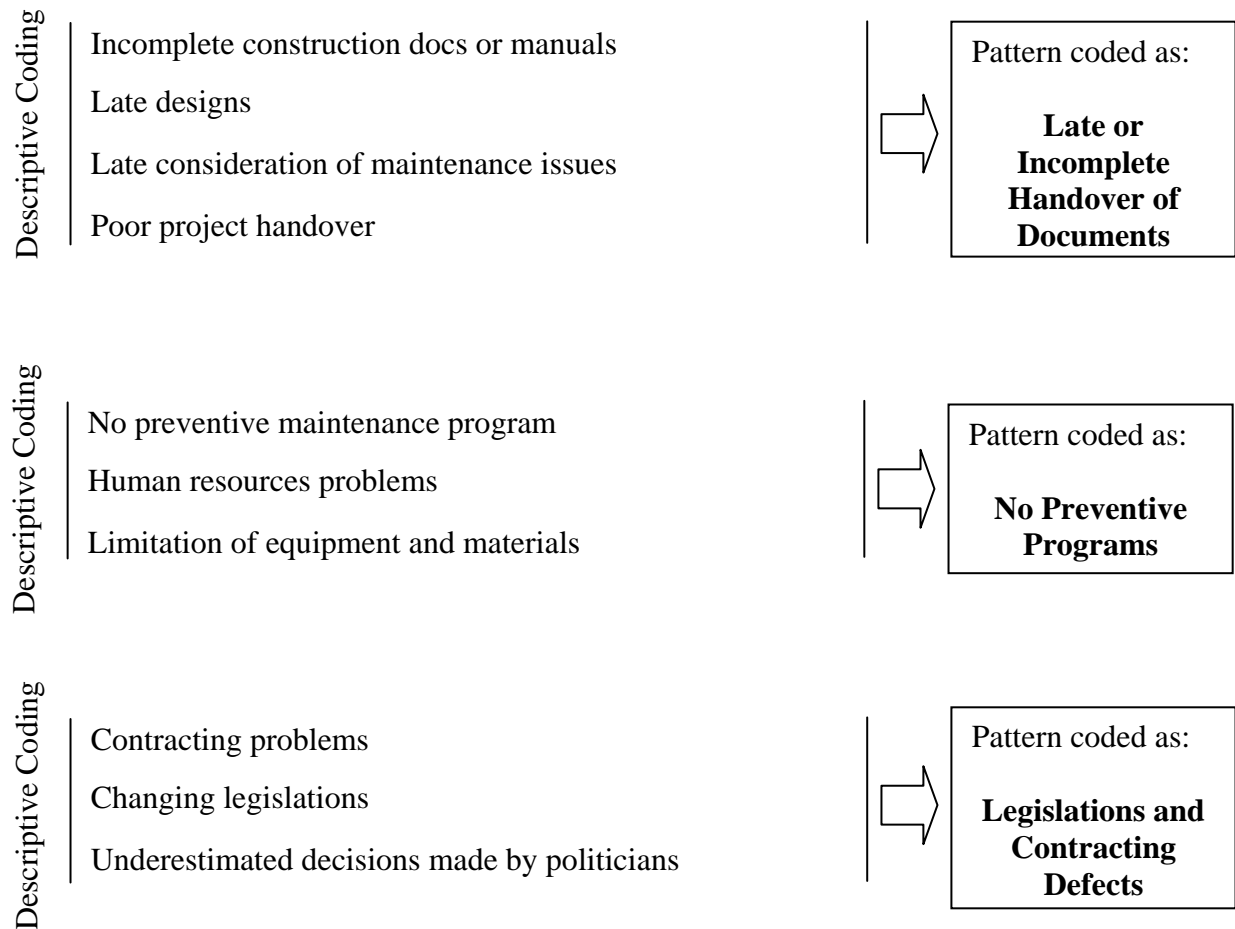 Descriptive Coding
Incomplete construction docs or manuals
Late designs
Late consideration of maintenance issues
Poor project handover
Pattern coded as:
Late or
Incomplete
Handover of
Documents
Descriptive Coding
No preventive maintenance program
Human resources problems
Limitation of equipment and materials
Pattern coded as:
No Preventive
Programs
Descriptive Coding
Contracting problems
Changing legislations
Underestimated decisions made by politicians
Pattern coded as:
Legislations and
Contracting
Defects